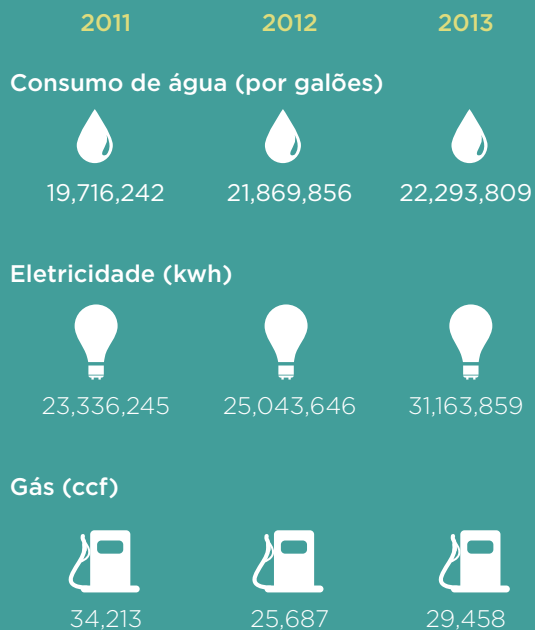 2011 2012 2013
Consumo de água (por galões)
19,716,242 21,869,856 22,293,809
Eletricidade (kwh)
23,336,245 25,043,646 31,163,859
Gás (ccf)
34,213 25,687 29,458